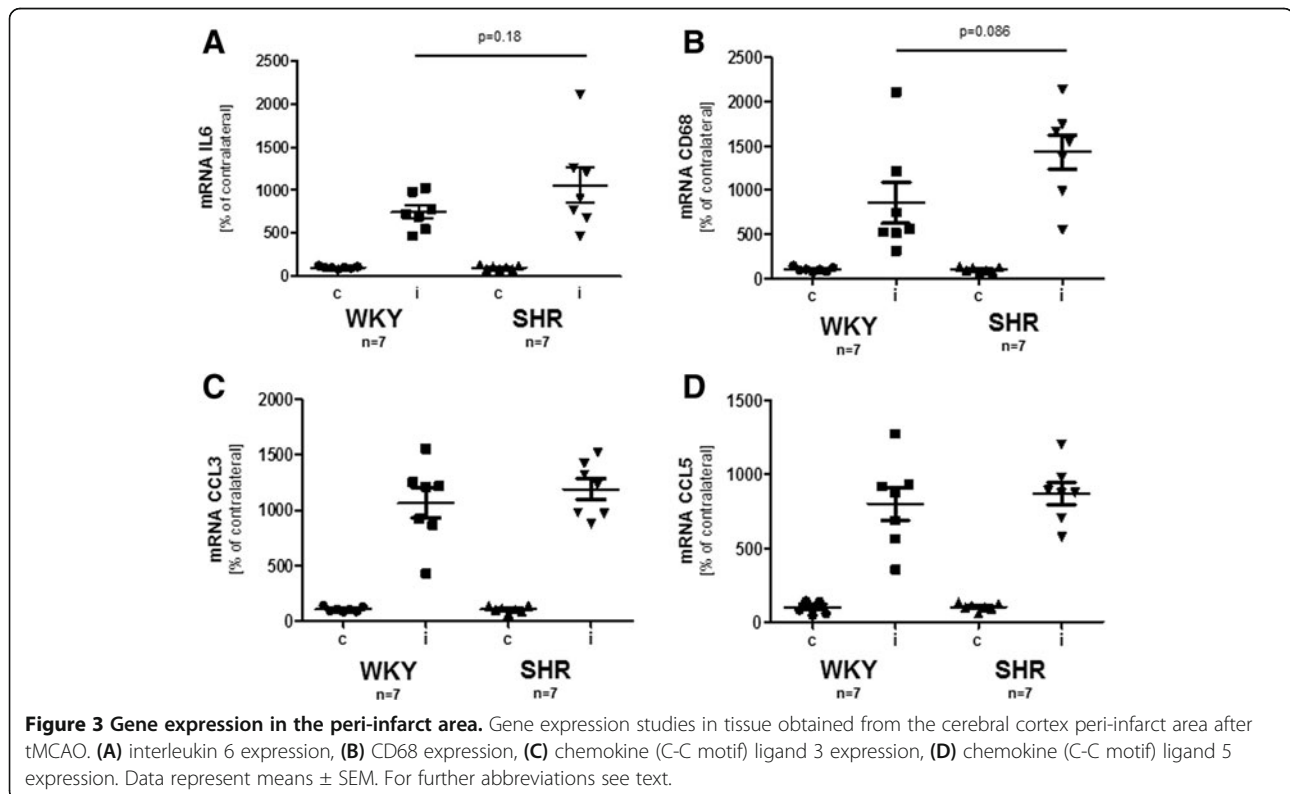 A
p=0.18
mRNA IL6
[% of contralateral]
2500
2000
1500
1000
500
0
c
i
c
i
WKY
n=7
SHR
n=7
B
p=0.086
mRNA CD68
[% of contralateral]
2500
2000
1500
1000
500
0
c
i
c
i
WKY
n=7
SHR
n=7
C
mRNA CCL3
[% of contralateral]
2000
1500
1000
500
0
c
i
c
i
WKY
n=7
SHR
n=7
D
mRNA CCL5
[% of contralateral]
1500
1000
500
0
c
i
c
i
WKY
n=7
SHR
n=7
Figure 3 Gene expression in the peri-infarct area. Gene expression studies in tissue obtained from the cerebral cortex peri-infarct area after
tMCAO. (A) interleukin 6 expression, (B) CD68 expression, (C) chemokine (C-C motif) ligand 3 expression, (D) chemokine (C-C motif) ligand 5
expression. Data represent means ± SEM. For further abbreviations see text.